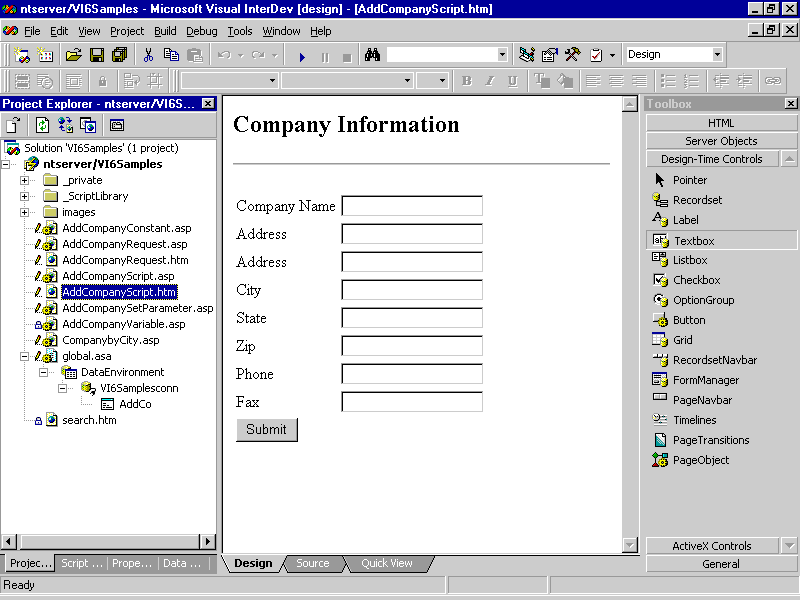 ntserver/VI6Samples - Microsoft Visual InterDev [design] - [AddCompanyScript.htm]
File Edit View Project Build Debug Tools Window Help
Design
B I U
Project Explorer - ntserver/VI6S...
Solution 'VI6Samples' (1 project)
ntserver/VI6Samples
_private
_ScriptLibrary
images
AddCompanyConstant.asp
AddCompanyRequest.asp
AddCompanyRequest.htm
AddCompanyScript.asp
AddCompanyScript.htm
AddCompanySetParameter.asp
AddCompanyVariable.asp
CompanybyCity.asp
global.asa
DataEnvironment
VI6Samplesconn
AddCo
search.htm
Projec... Script ... Prope... Data ...
Company Information
Company Name
Address
Address
City
State
Zip
Phone
Fax
Submit
Design Source Quick View
Toolbox
HTML
Server Objects
Design-Time Controls
Pointer
Recordset
Label
Textbox
Listbox
Checkbox
OptionGroup
Button
Grid
RecordsetNavbar
FormManager
PageNavbar
Timelines
PageTransitions
PageObject
ActiveX Controls
General
Ready